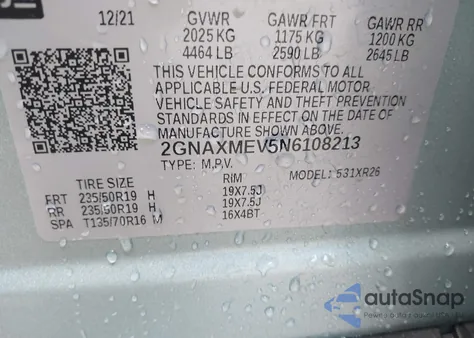 12/21 GVWR GAWR FRT GAWR RR
2025 KG 1175 KG 1200 KG
4464 LB 2590 LB 2645 LB
THIS VEHICLE CONFORMS TO ALL
APPLICABLE U.S. FEDERAL MOTOR
VEHICLE SAFETY AND THEFT PREVENTION
STANDARDS IN EFFECT ON THE DATE OF
MANUFACTURE SHOWN ABOVE.
2GNAXMEV5N6108213
TYPE: M.P.V. MODEL: 531XR26
TIRE SIZE RIM
FRT 235/50R19 H 19X7.5J
RR 235/50R19 H 19X7.5J
SPA T135/70R16 M 16X4BT
autoSnap